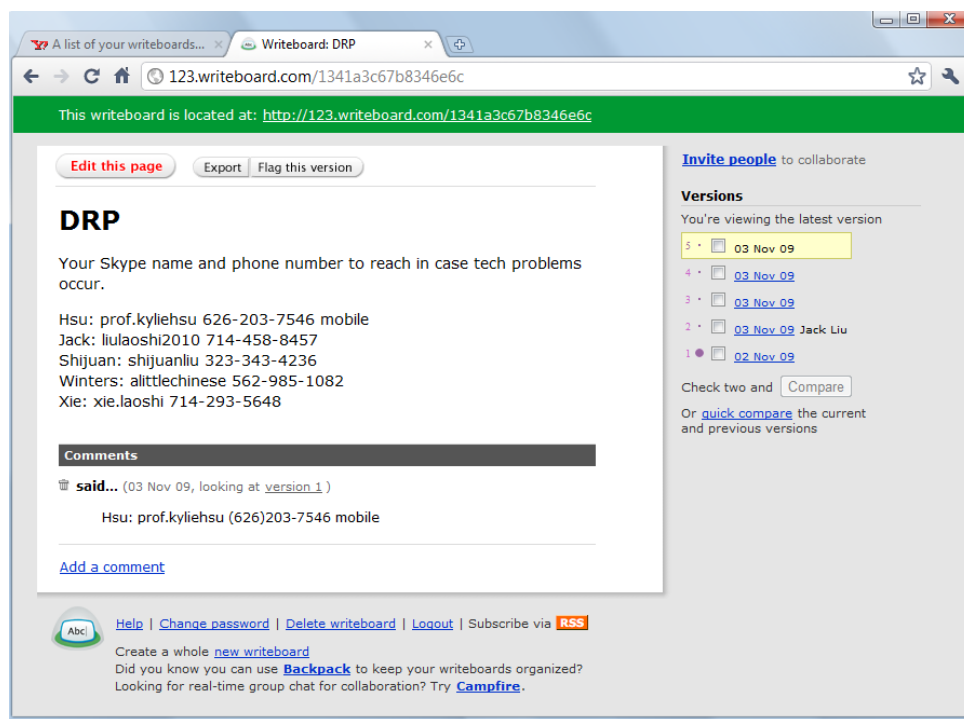 A list of your writeboards...
Writeboard: DRP
123.writeboard.com/1341a3c67b8346e6c
This writeboard is located at: http://123.writeboard.com/1341a3c67b8346e6c
Edit this page
Export
Flag this version
DRP
Your Skype name and phone number to reach in case tech problems
occur.
Hsu: prof.kyliehsu 626-203-7546 mobile
Jack: liulaoshi2010 714-458-8457
Shijuan: shijuanliu 323-343-4236
Winters: alittlechinese 562-985-1082
Xie: xie.laoshi 714-293-5648
Comments
said... (03 Nov 09, looking at version 1 )
Hsu: prof.kyliehsu (626)203-7546 mobile
Add a comment
Invite people to collaborate
Versions
You're viewing the latest version
5 · 03 Nov 09
4 · 03 Nov 09
3 · 03 Nov 09
2 · 03 Nov 09 Jack Liu
1 ● 02 Nov 09
Check two and Compare
Or quick compare the current
and previous versions
Abc
Help | Change password | Delete writeboard | Logout | Subscribe via RSS
Create a whole new writeboard
Did you know you can use Backpack to keep your writeboards organized?
Looking for real-time group chat for collaboration? Try Campfire.